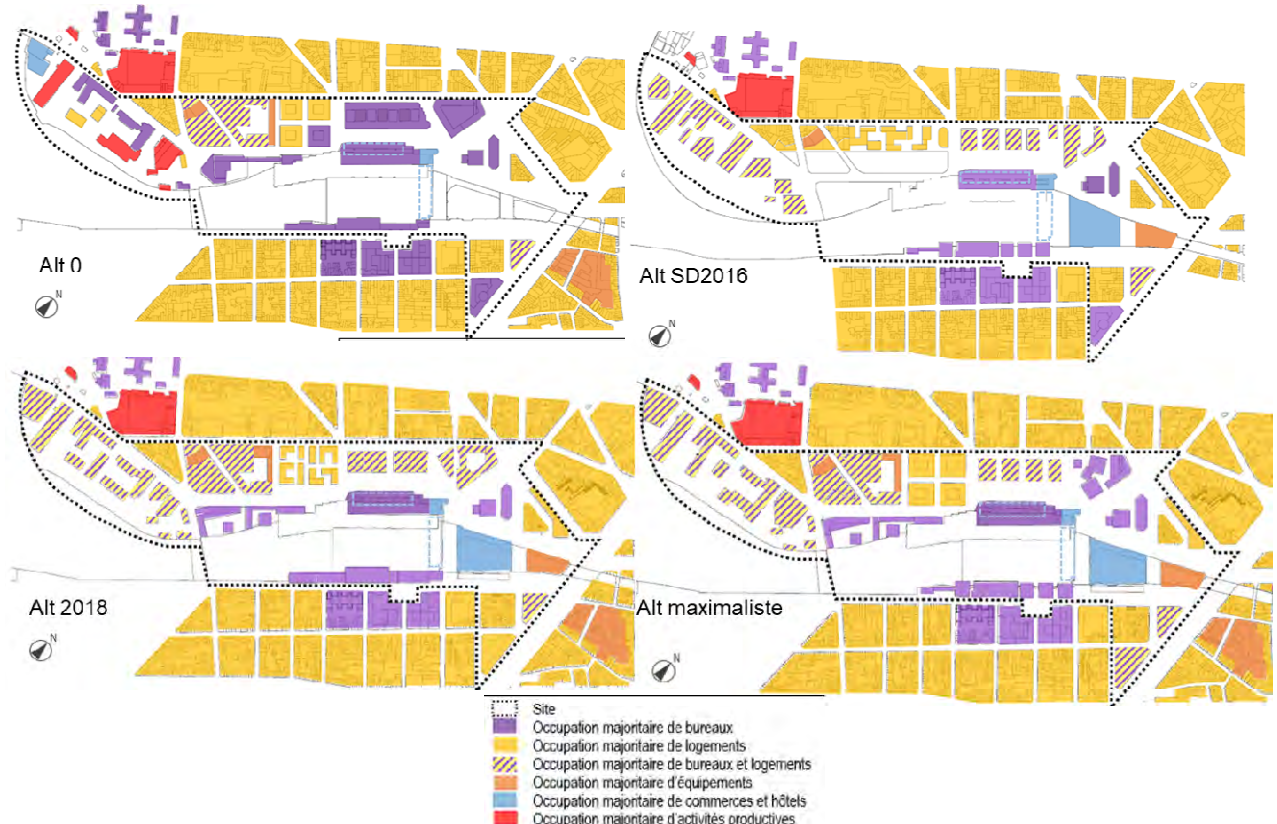 Alt 0
N
Alt SD2016
N
Alt 2018
N
Alt maximaliste
N
Site
Occupation majoritaire de bureaux
Occupation majoritaire de logements
Occupation majoritaire de bureaux et logements
Occupation majoritaire d'équipements
Occupation majoritaire de commerces et hôtels
Occupation majoritaire d'activités productives